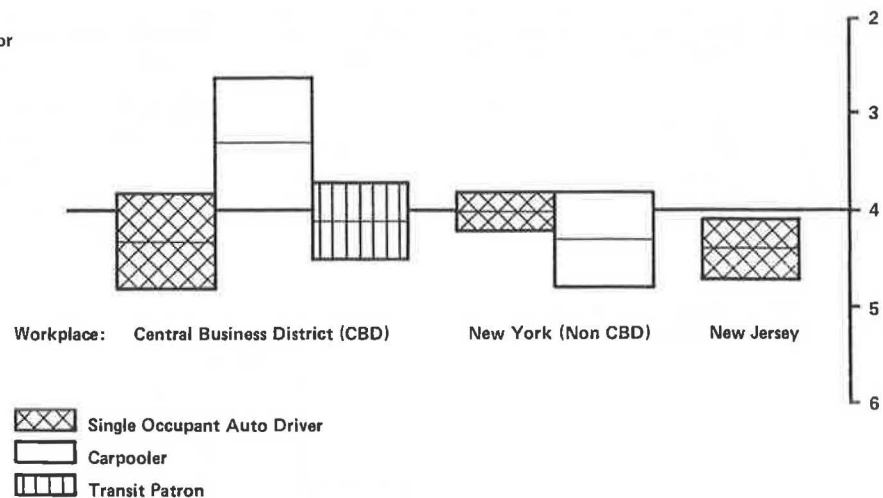 or
2
3
4
5
6
Workplace: Central Business District (CBD) New York (Non CBD) New Jersey
Single Occupant Auto Driver
Carpooler
Transit Patron